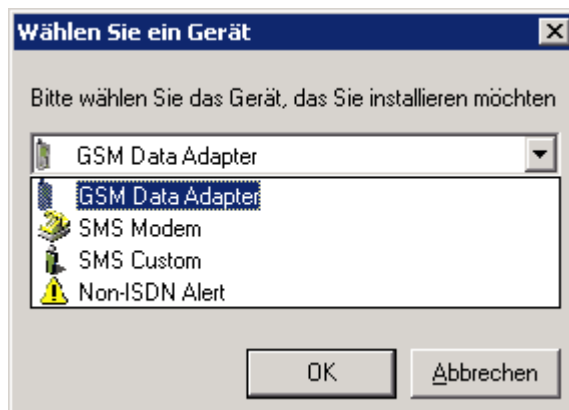 Wählen Sie ein Gerät
Bitte wählen Sie das Gerät, das Sie installieren möchten
GSM Data Adapter
GSM Data Adapter
SMS Modem
SMS Custom
Non-ISDN Alert
OK
Abbrechen